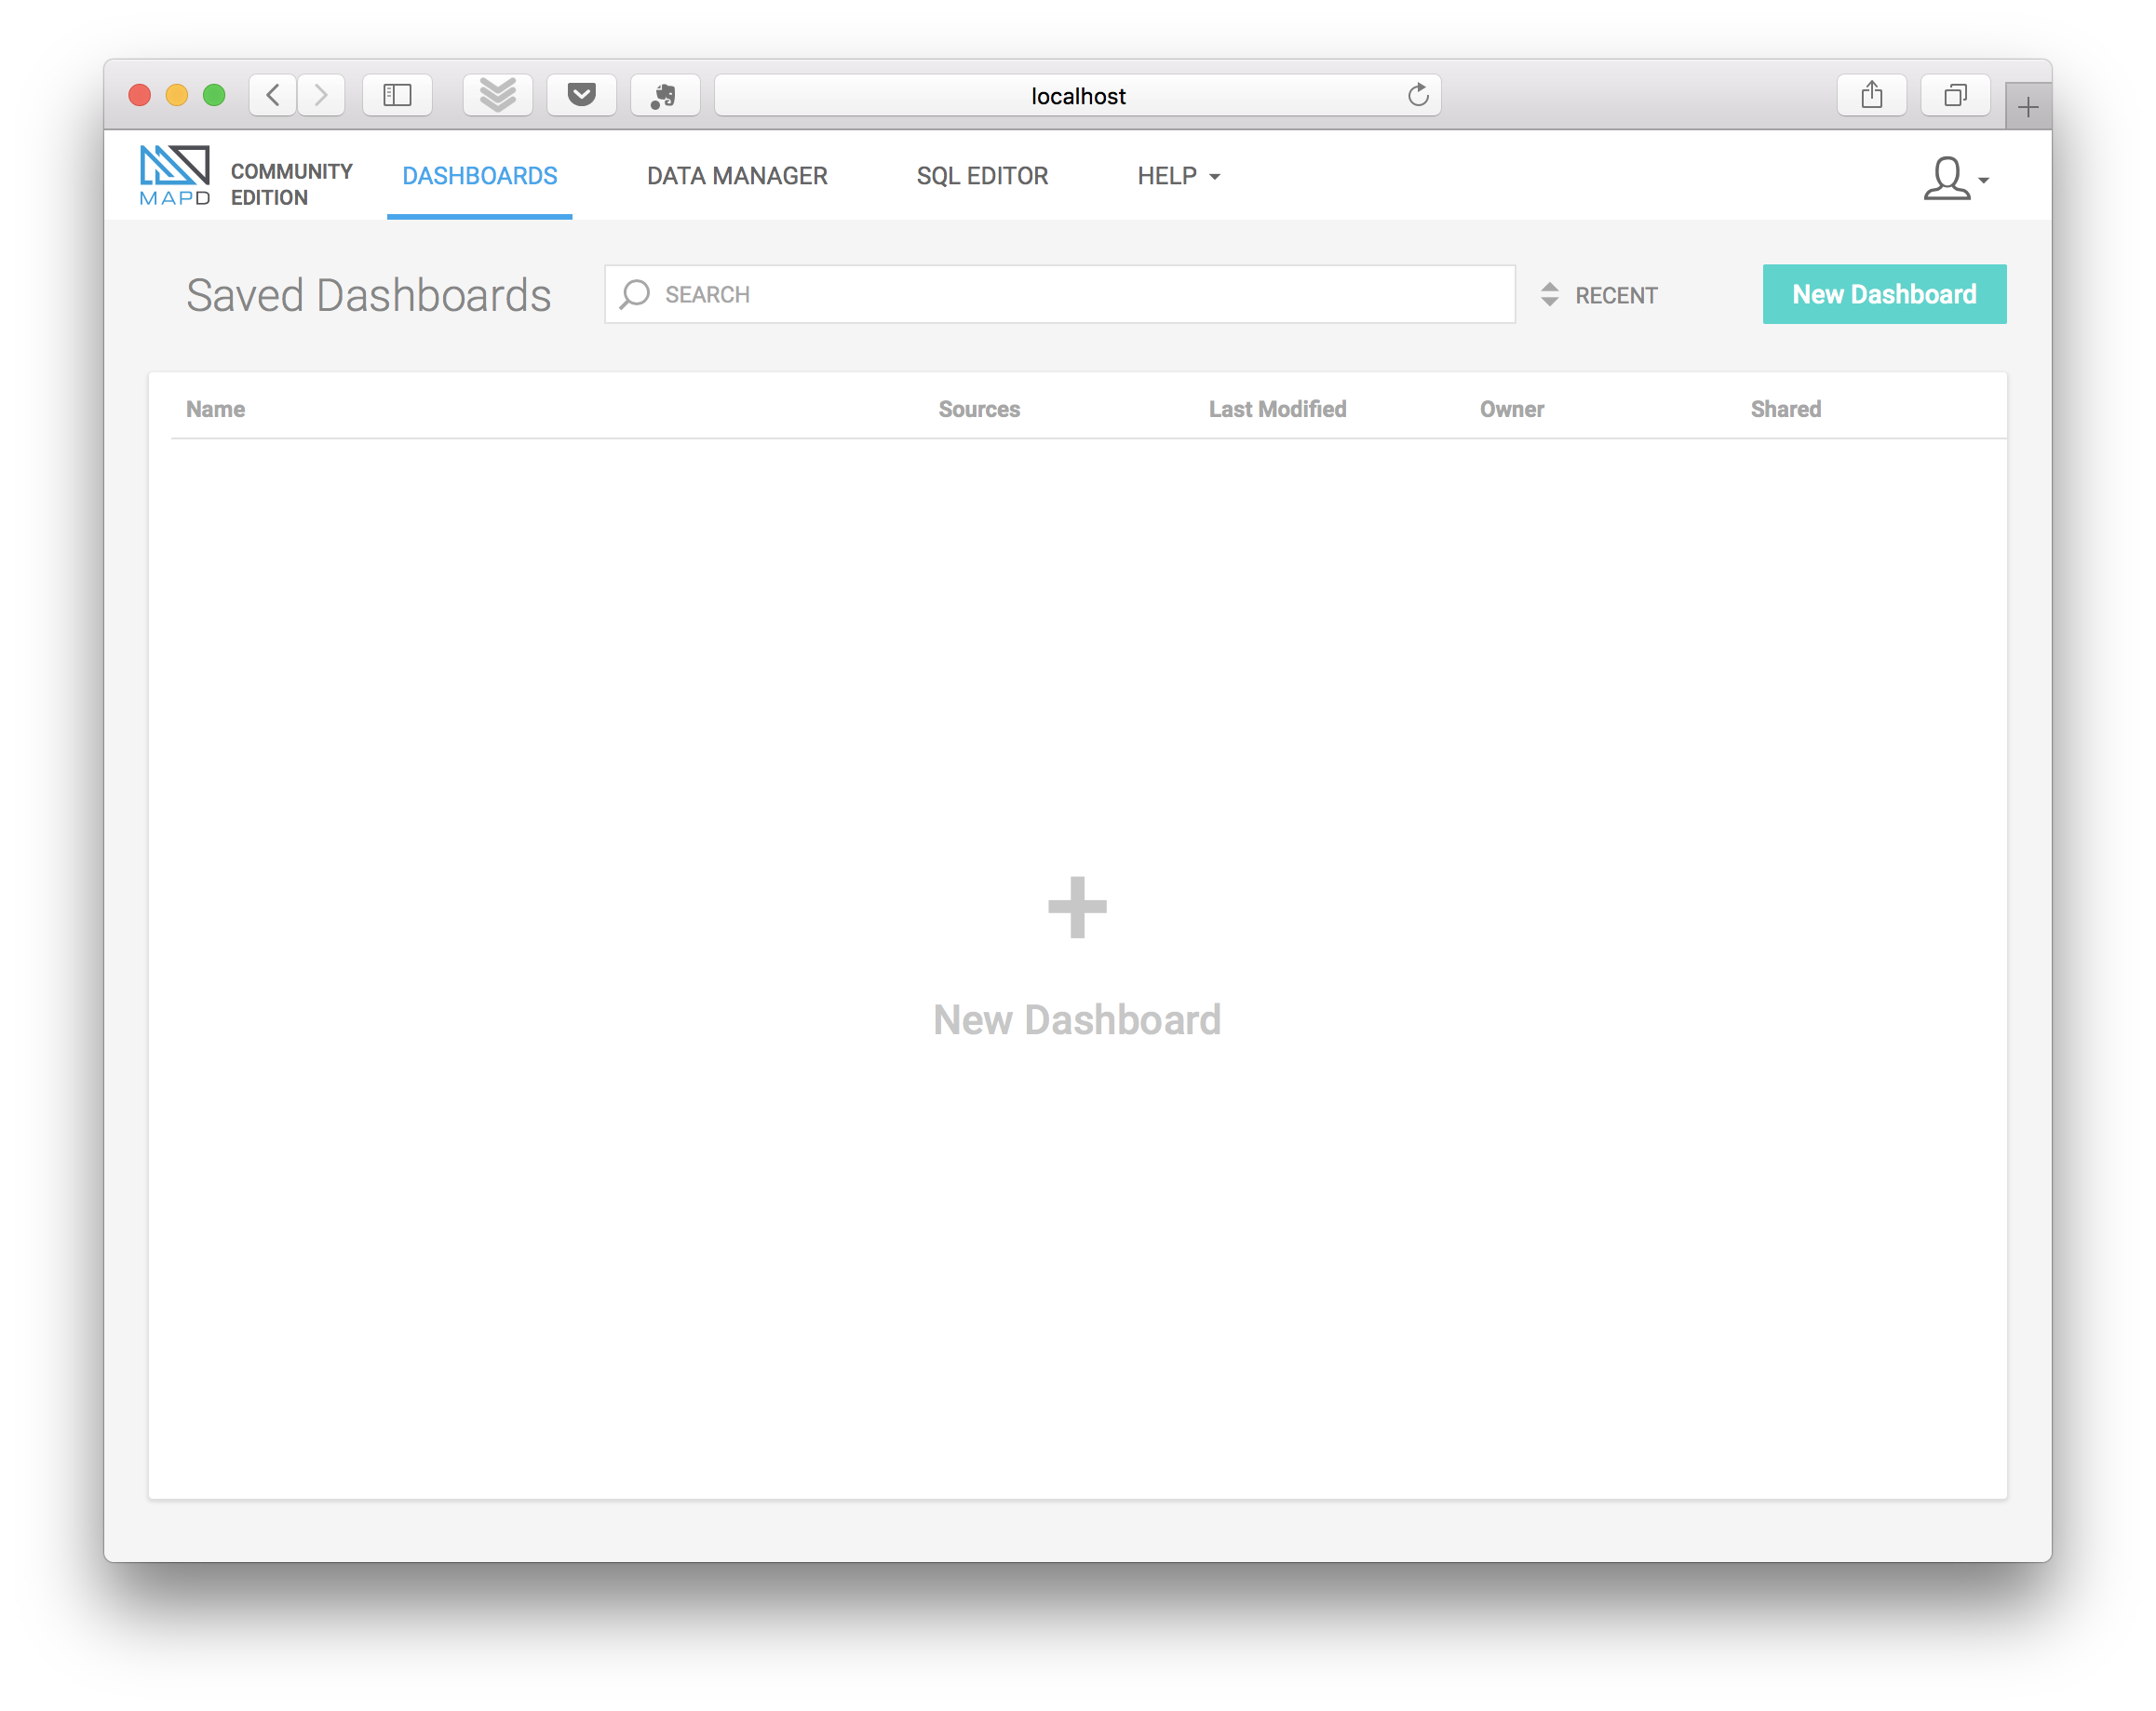 localhost
MAPD
COMMUNITY
EDITION
DASHBOARDS
DATA MANAGER
SQL EDITOR
HELP
Saved Dashboards
SEARCH
RECENT
New Dashboard
Name
Sources
Last Modified
Owner
Shared
New Dashboard